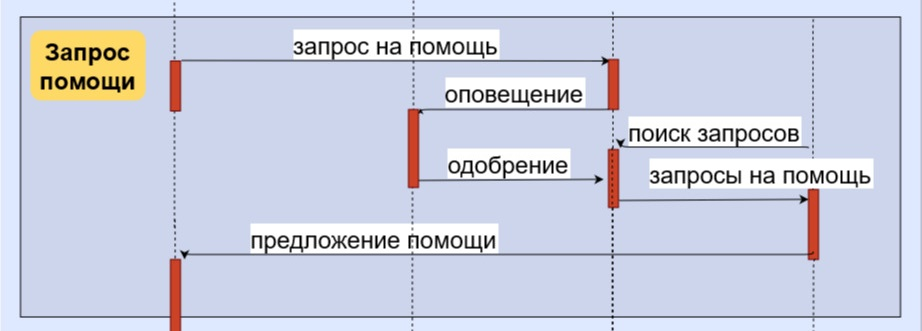 Запрос
помощи
запрос на помощь
оповещение
поиск запросов
одобрение
запросы на помощь
предложение помощи